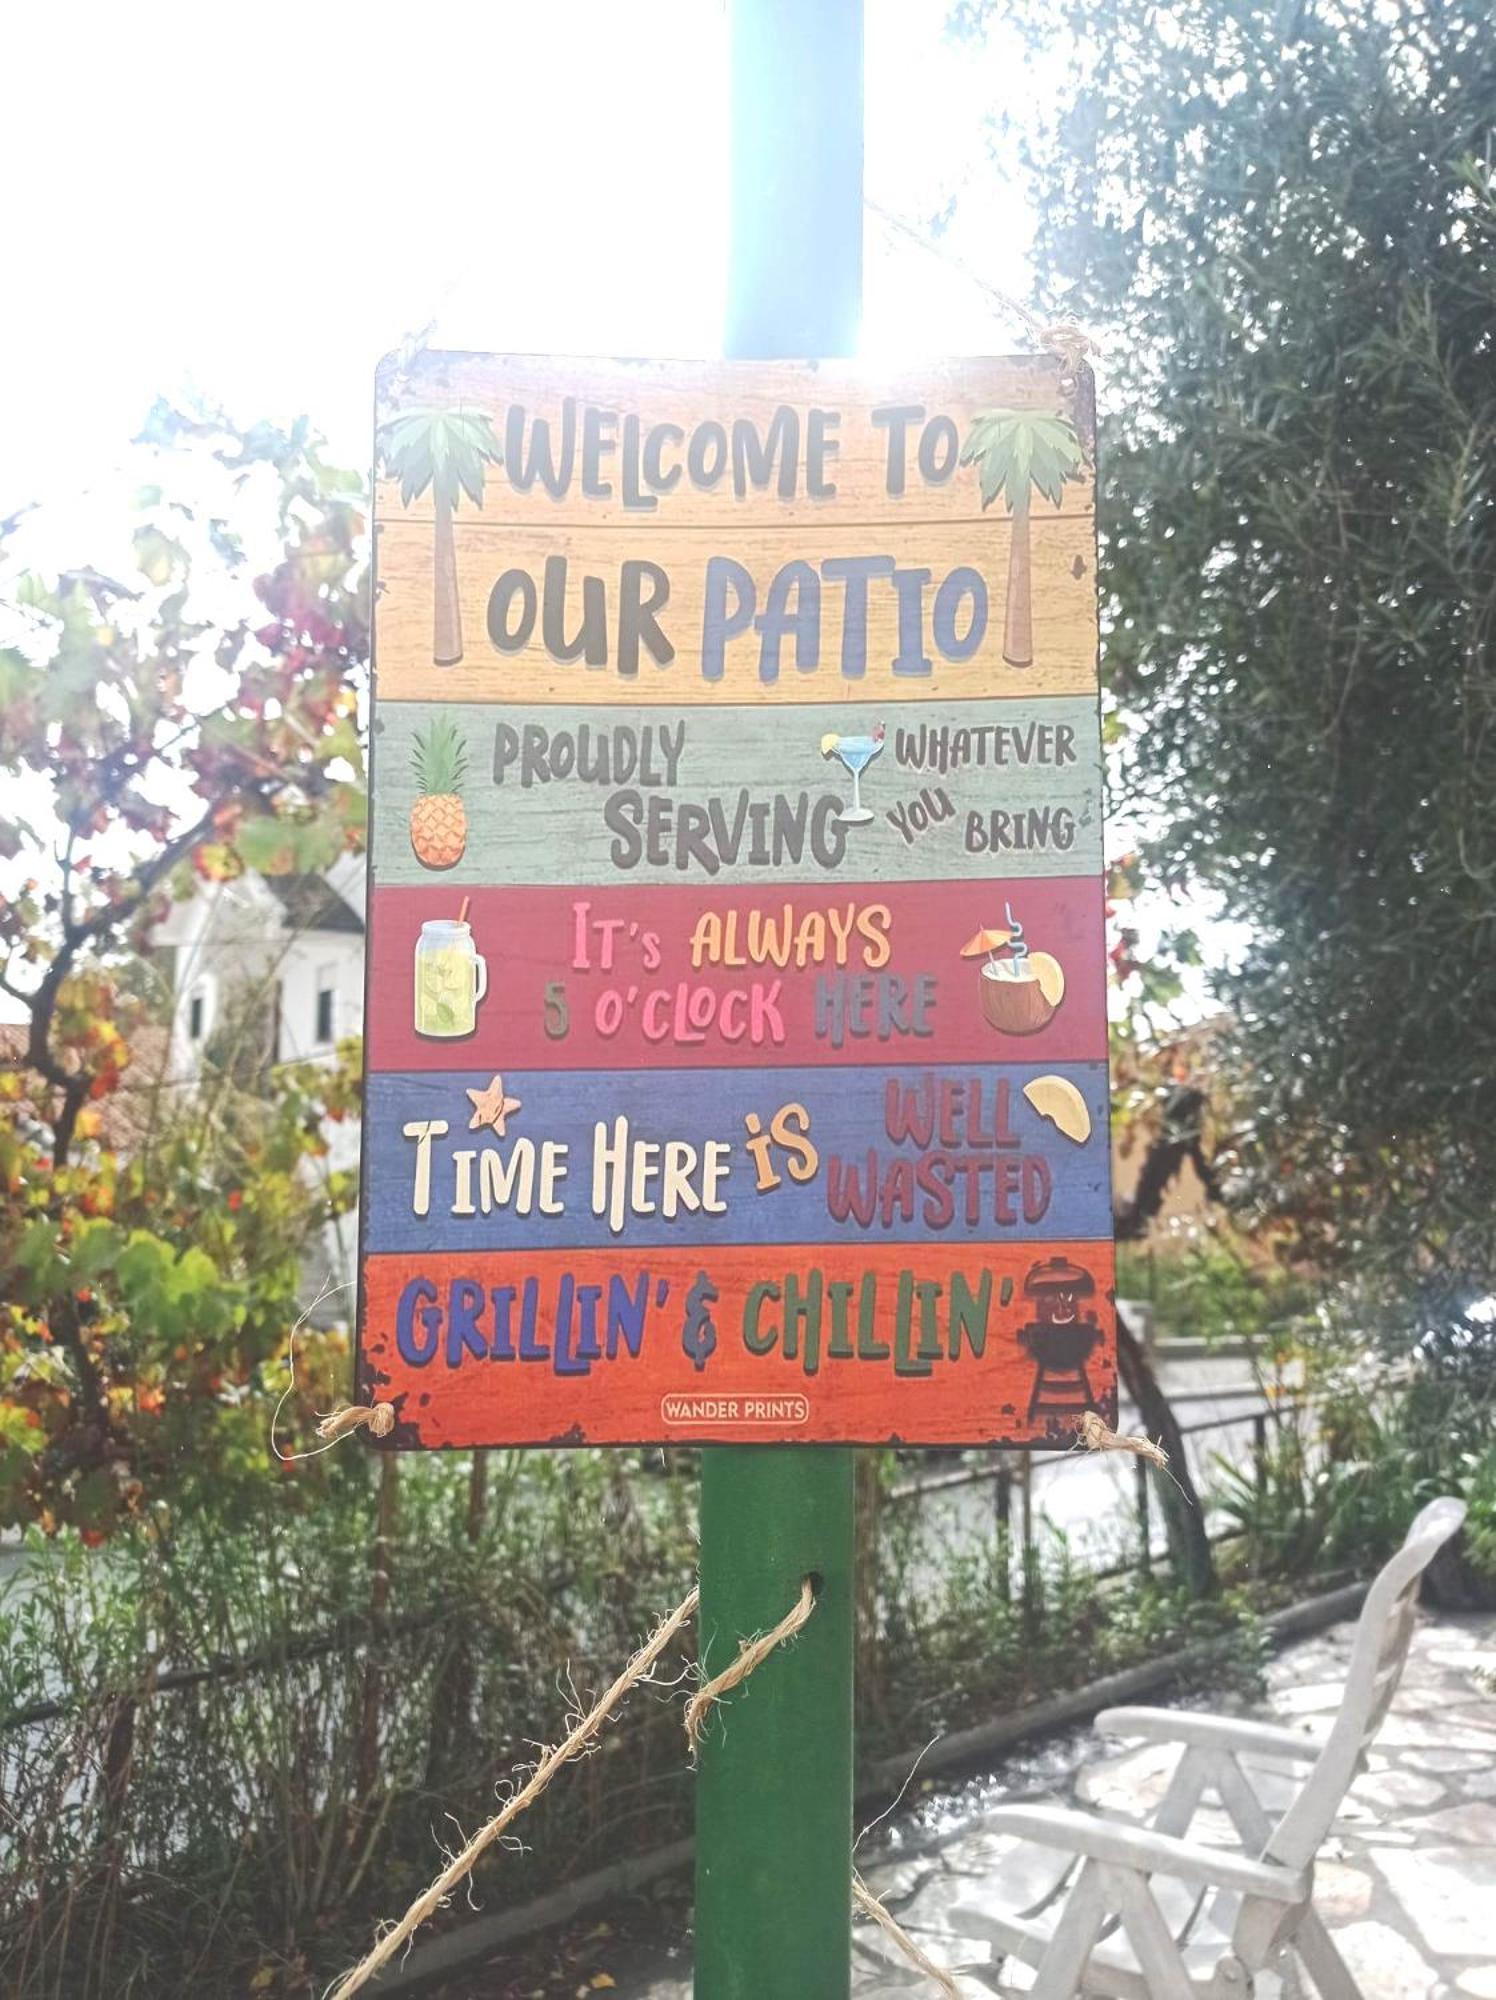 WELCOME TO
OUR PATIO
PROUDLY
SERVING
WHATEVER
YOU BRING
IT'S ALWAYS
5 O'CLOCK HERE
TIME HERE iS WELL
WASTED
GRILLIN' & CHILLIN'
WANDER PRINTS